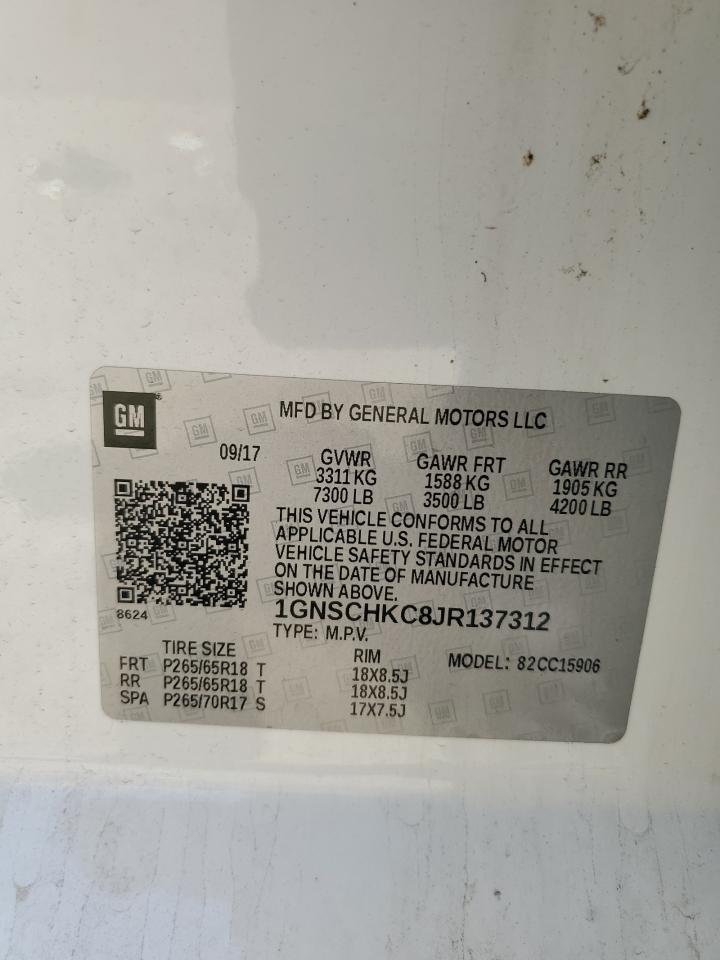 GM
MFD BY GENERAL MOTORS LLC
09/17
GVWR GAWR FRT GAWR RR
3311 KG 1588 KG 1905 KG
7300 LB 3500 LB 4200 LB
THIS VEHICLE CONFORMS TO ALL
APPLICABLE U.S. FEDERAL MOTOR
VEHICLE SAFETY STANDARDS IN EFFECT
ON THE DATE OF MANUFACTURE
SHOWN ABOVE.
8624
1GNSCHKC8JR137312
TYPE: M.P.V.
TIRE SIZE RIM MODEL: 82CC15906
FRT P265/65R18 T 18X8.5J
RR P265/65R18 T 18X8.5J
SPA P265/70R17 S 17X7.5J